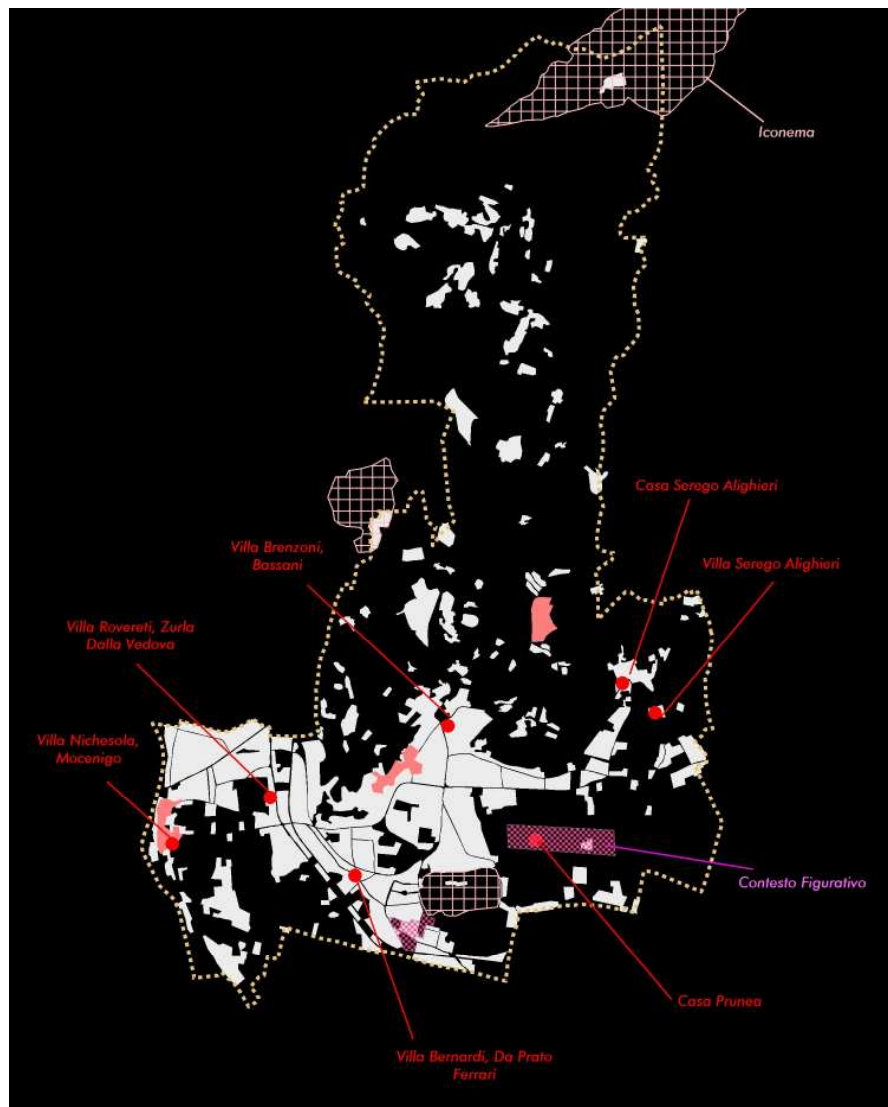 Iconema
Casa Serego Alighieri
Villa Brenzoni,
Bassani
Villa Serego Alighieri
Villa Rovereti, Zurla
Dalla Vedova
Villa Nichesola,
Mocenigo
Contesto Figurativo
Casa Prunea
Villa Bernardi, Da Prato
Ferrari